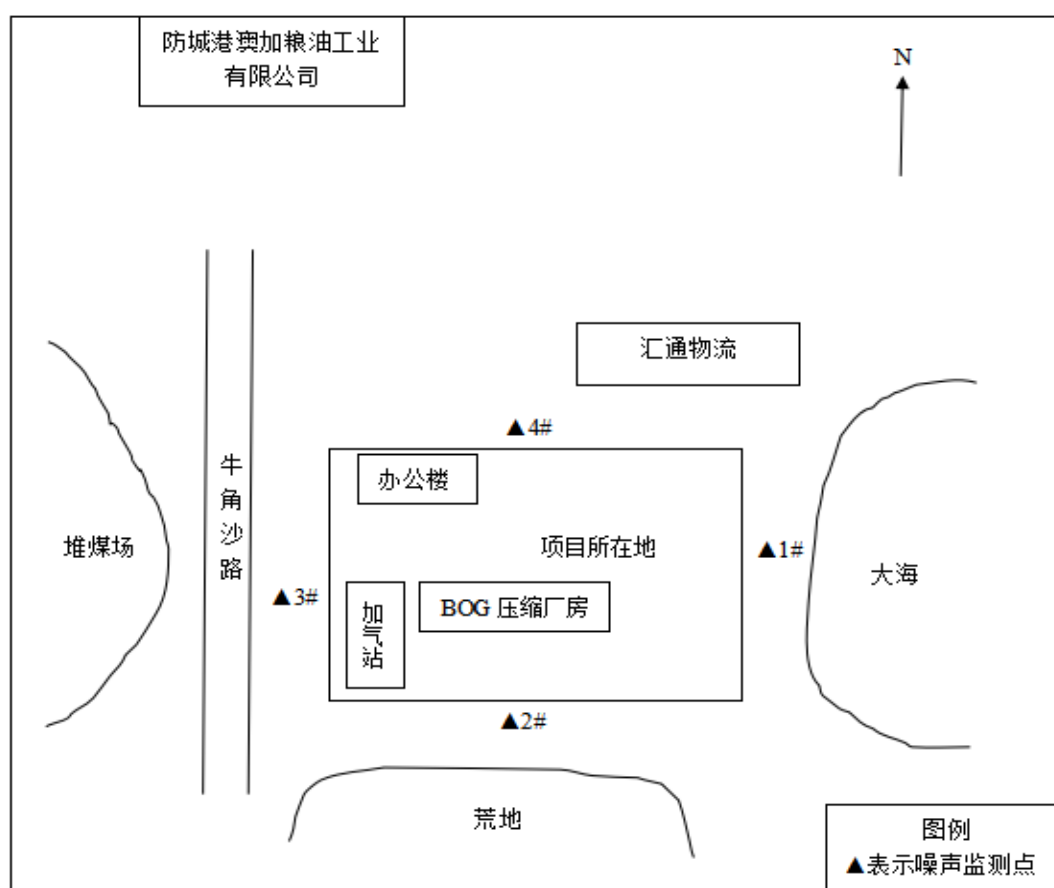 防城港澳加粮油工业
有限公司
N
汇通物流
▲4#
办公楼
牛角沙路
堆煤场
项目所在地
▲1#
大海
▲3#
加气站
BOG 压缩厂房
▲2#
荒地
图例
▲表示噪声监测点